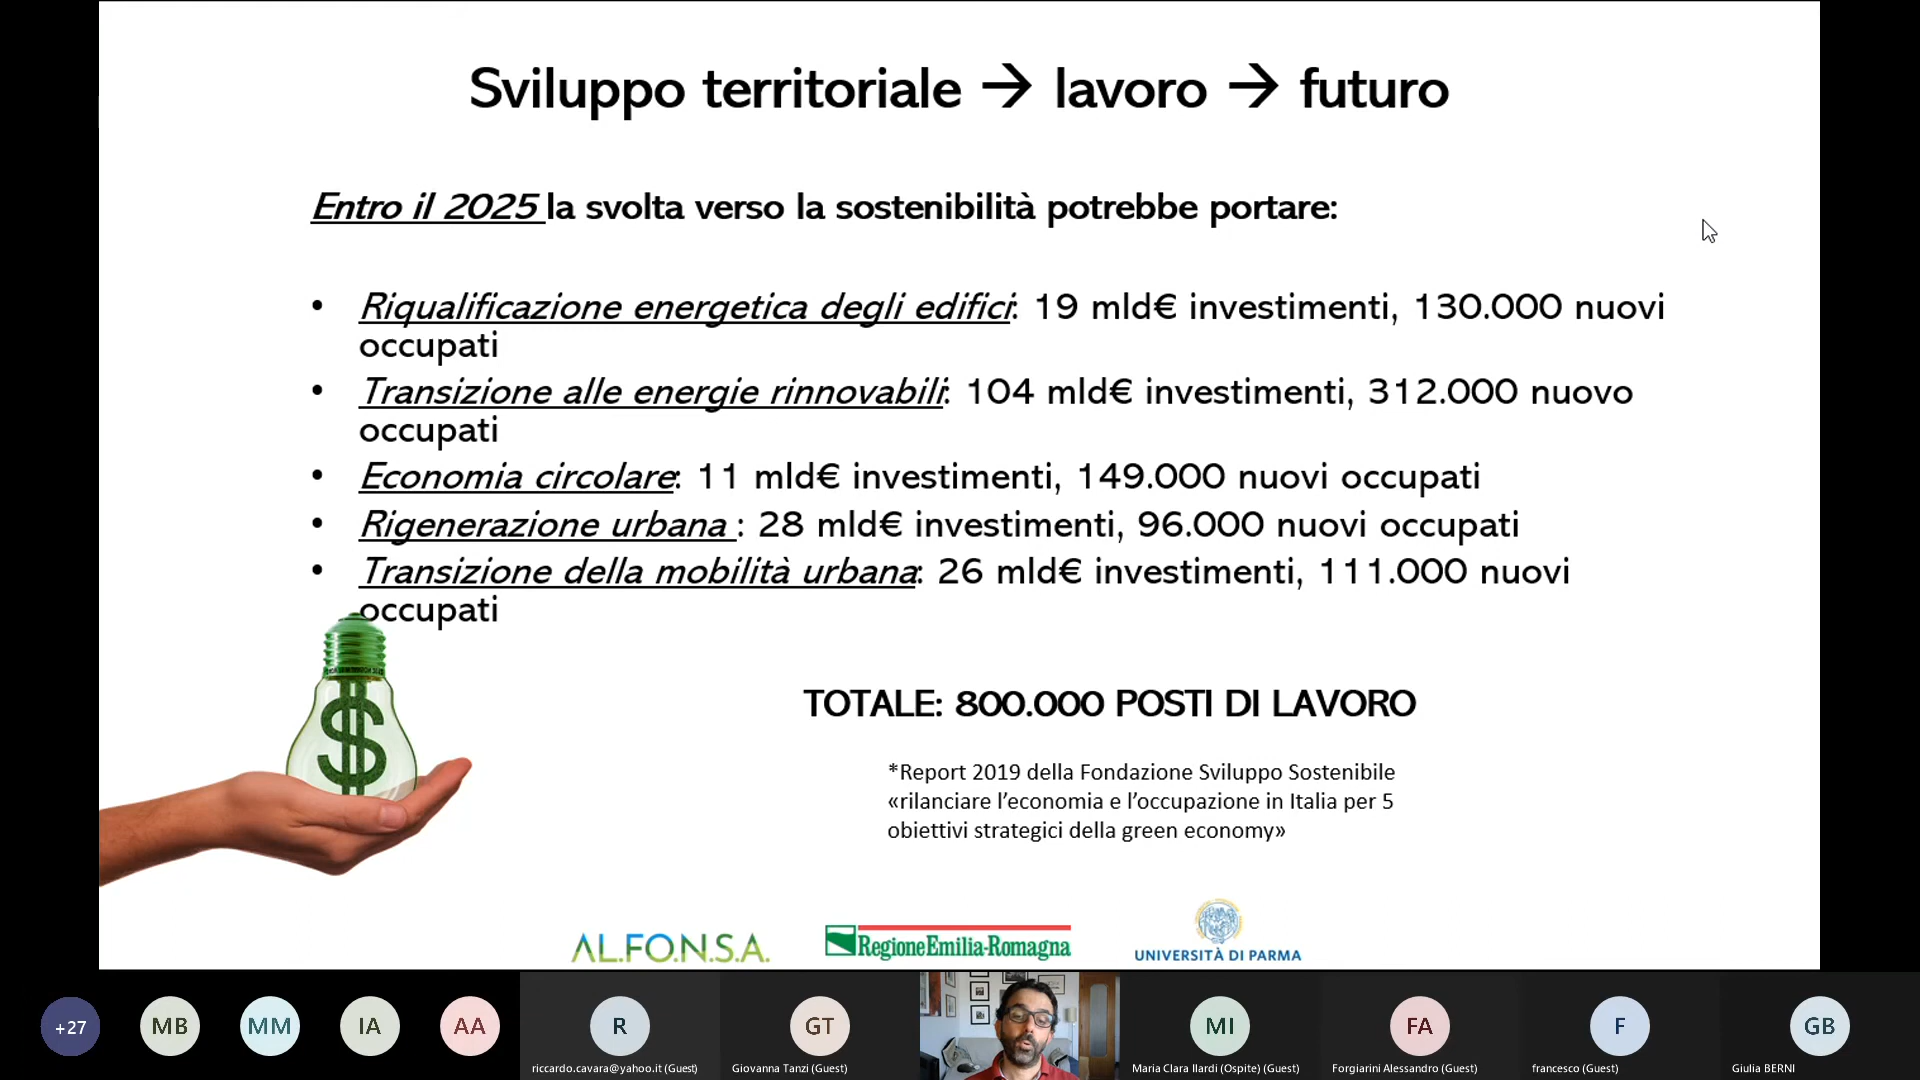 Sviluppo territoriale → lavoro → futuro
Entro il 2025 la svolta verso la sostenibilità potrebbe portare:
• Riqualificazione energetica degli edifici: 19 mld€ investimenti, 130.000 nuovi
occupati
• Transizione alle energie rinnovabili: 104 mld€ investimenti, 312.000 nuovo
occupati
• Economia circolare: 11 mld€ investimenti, 149.000 nuovi occupati
• Rigenerazione urbana : 28 mld€ investimenti, 96.000 nuovi occupati
• Transizione della mobilità urbana: 26 mld€ investimenti, 111.000 nuovi
occupati
$
TOTALE: 800.000 POSTI DI LAVORO
*Report 2019 della Fondazione Sviluppo Sostenibile
«rilanciare l’economia e l’occupazione in Italia per 5
obiettivi strategici della green economy»
AL.FO.N.S.A.
RegioneEmilia-Romagna
UNIVERSITÀ DI PARMA
+27
MB
MM
IA
AA
R
riccardo.cavara@yahoo.it (Guest)
GT
Giovanna Tanzi (Guest)
MI
Maria Clara Ilardi (Ospite) (Guest)
FA
Forgiarini Alessandro (Guest)
F
francesco (Guest)
GB
Giulia BERNI